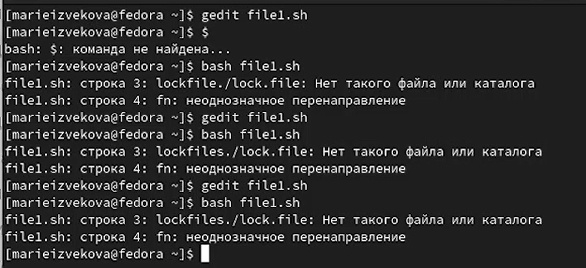 [marieizvekova@fedora ~]$ gedit file1.sh
[marieizvekova@fedora ~]$ $
bash: $: команда не найдена...
[marieizvekova@fedora ~]$ bash file1.sh
file1.sh: строка 3: lockfile./lock.file: Нет такого файла или каталога
file1.sh: строка 4: fn: неоднозначное перенаправление
[marieizvekova@fedora ~]$ gedit file1.sh
[marieizvekova@fedora ~]$ bash file1.sh
file1.sh: строка 3: lockfiles./lock.file: Нет такого файла или каталога
file1.sh: строка 4: fn: неоднозначное перенаправление
[marieizvekova@fedora ~]$ gedit file1.sh
[marieizvekova@fedora ~]$ bash file1.sh
file1.sh: строка 3: lockfiles./lock.file: Нет такого файла или каталога
file1.sh: строка 4: fn: неоднозначное перенаправление
[marieizvekova@fedora ~]$